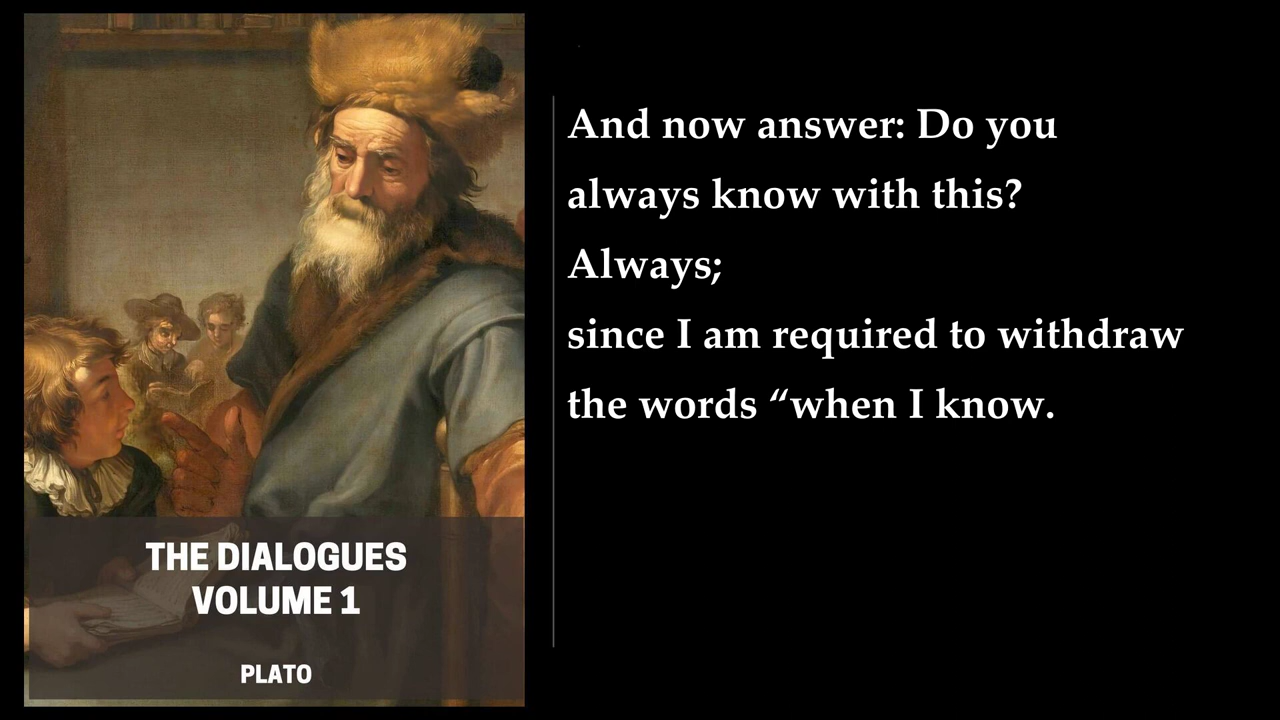 And now answer: Do you
always know with this?
Always;
since I am required to withdraw
the words “when I know.
THE DIALOGUES
VOLUME 1
PLATO